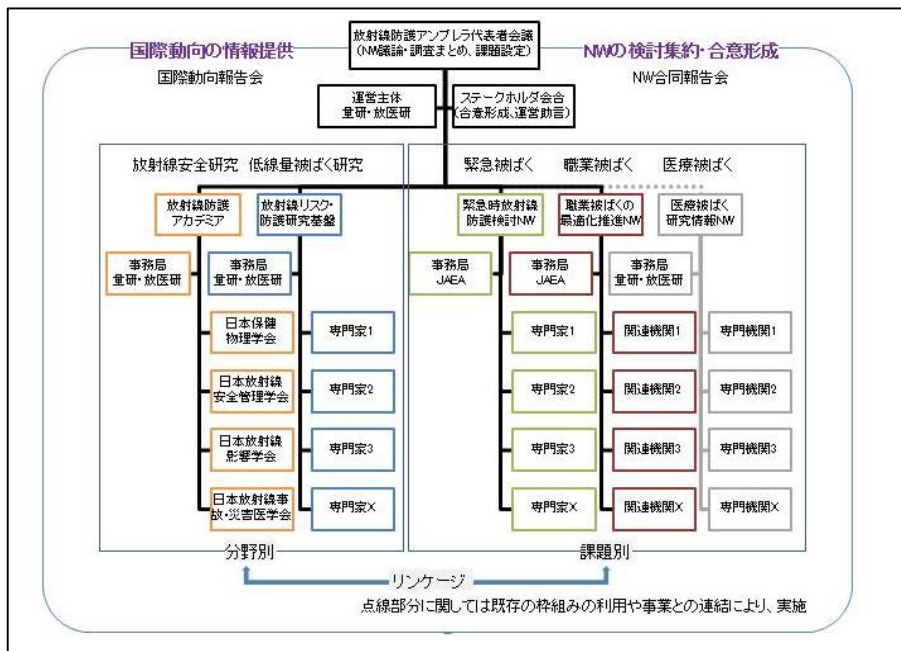 放射線防護アンブレラ代表者会議
(NW議論・調査まとめ、課題設定)
国際動向の情報提供
国際動向報告会
NWの検討集約・合意形成
NW合同報告会
運営主体
量研・放医研
ステークホルダ会合
(合意形成、運営助言)
放射線安全研究 低線量被ばく研究
緊急被ばく 職業被ばく 医療被ばく
放射線防護
アカデミア
放射線リスク・
防護研究基盤
緊急時放射線
防護検討NW
職業被ばくの
最適化推進NW
医療被ばく
研究情報NW
事務局
量研・放医研
事務局
量研・放医研
事務局
JAEA
事務局
JAEA
事務局
量研・放医研
日本保健
物理学会
専門家1
専門家1
関連機関1
専門機関1
日本放射線
安全管理学会
専門家2
専門家2
関連機関2
専門機関2
日本放射線
影響学会
専門家3
専門家3
関連機関3
専門機関3
日本放射線事
故・災害医学会
専門家X
専門家X
関連機関X
専門機関X
分野別
課題別
リンケージ
点線部分に関しては既存の枠組みの利用や事業との連結により、実施